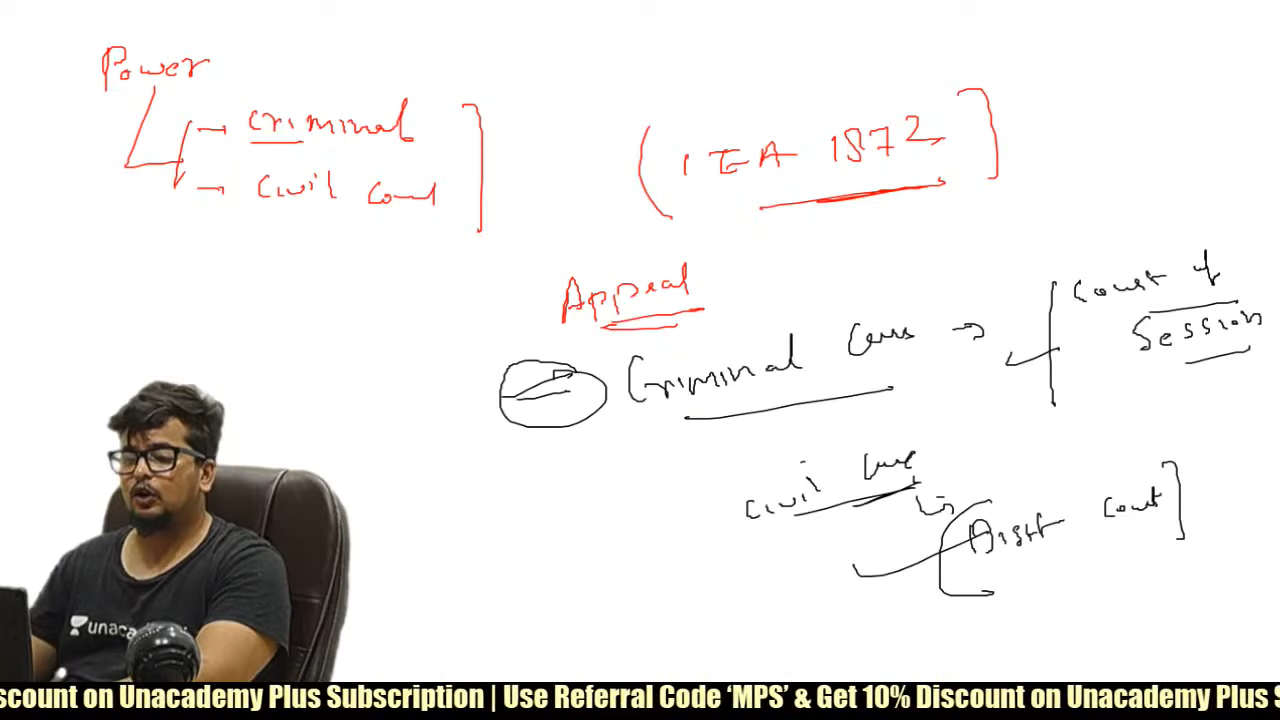 Power
→ criminal
→ civil court
(IEA 1872]
Appeal
Criminal case → Court of
Session
civil case
↳ Distt Court]
unacademy
scount on Unacademy Plus Subscription | Use Referral Code ‘MPS’ & Get 10% Discount on Unacademy Plus S